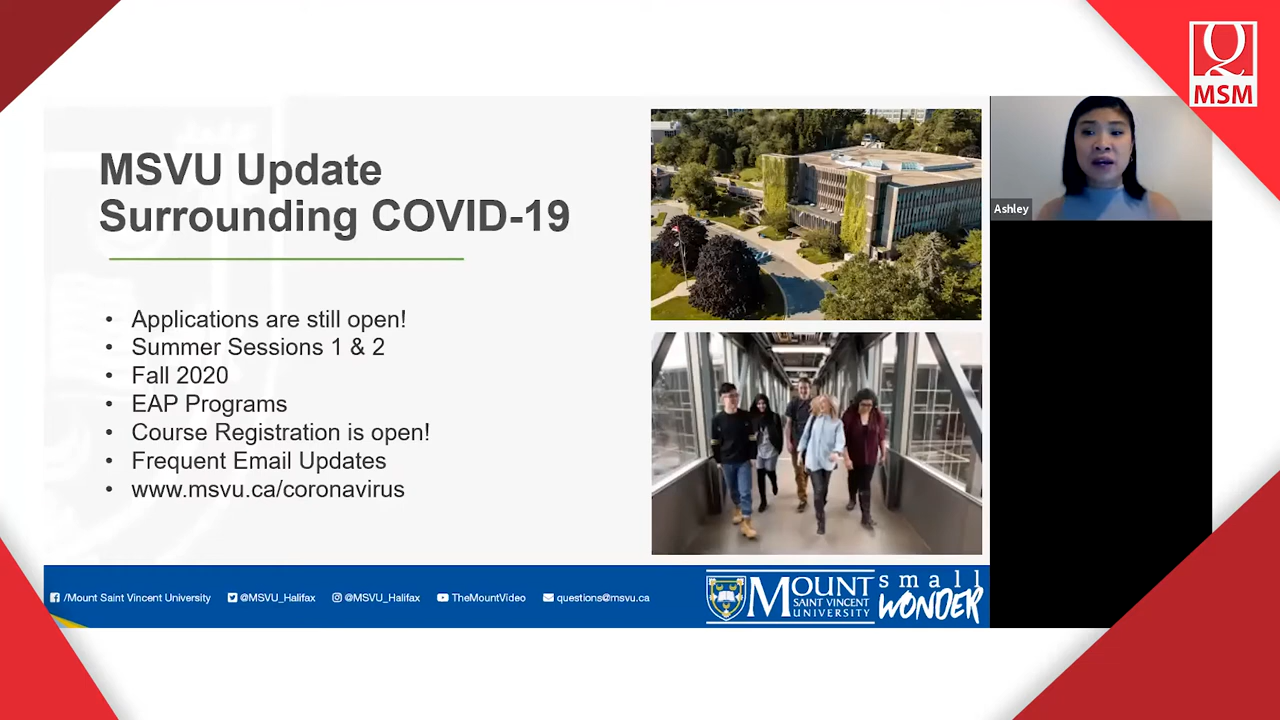 MSM
MSVU Update
Surrounding COVID-19
• Applications are still open!
• Summer Sessions 1 & 2
• Fall 2020
• EAP Programs
• Course Registration is open!
• Frequent Email Updates
• www.msvu.ca/coronavirus
Ashley
/Mount Saint Vincent University
@MSVU_Halifax
@MSVU_Halifax
TheMountVideo
questions@msvu.ca
MOUNT
SAINT VINCENT
UNIVERSITY
small
WONDER